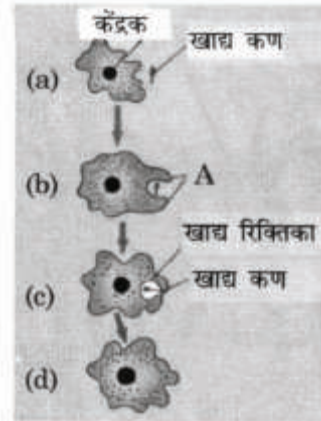 केंद्रक
खाद्य कण
(a)
(b)
A
खाद्य रिक्तिका
(c)
खाद्य कण
(d)